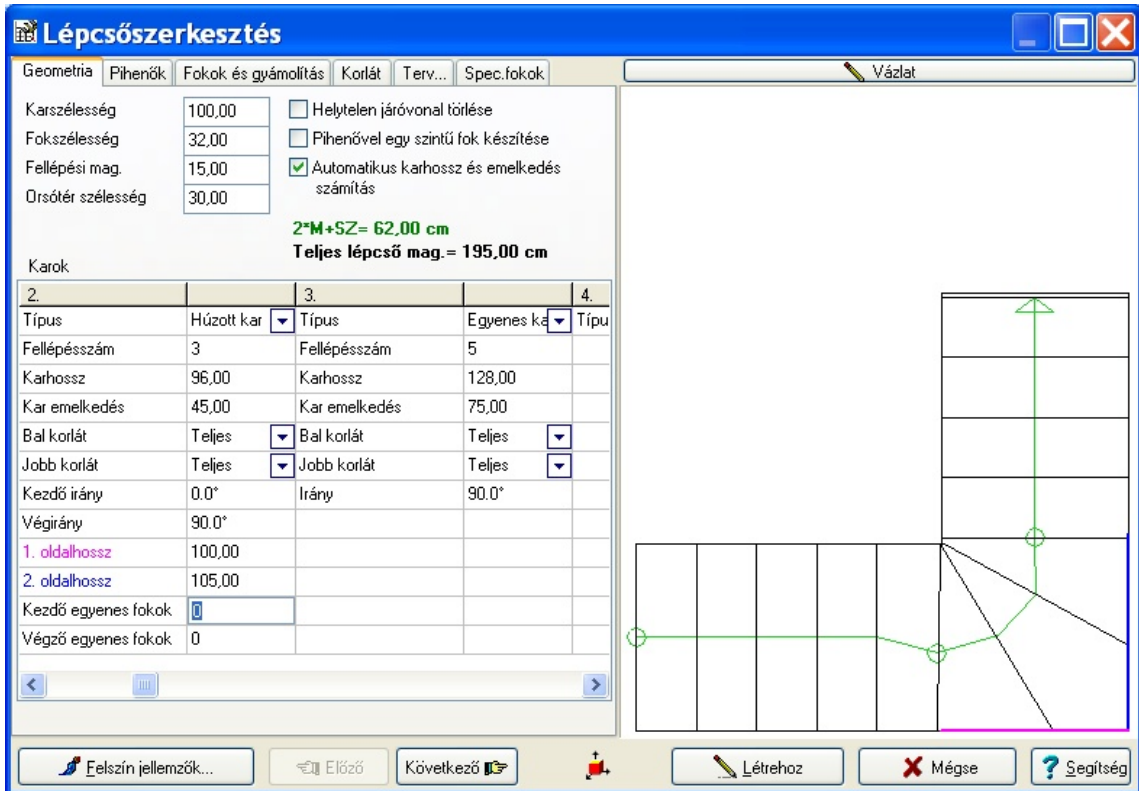 Lépcsőszerkesztés
Geometria Pihenők Fokok és gyámolítás Korlát Terv... Spec.fokok
Vázlat
Karszélesség 100,00 Helytelen járóvonal törlése
Fokszélesség 32,00 Pihenővel egy szintű fok készítése
Fellépési mag. 15,00 Automatikus karhossz és emelkedés
számítás
Orsótér szélesség 30,00
2*M+SZ= 62,00 cm
Teljes lépcső mag.= 195,00 cm
Karok
2. 3. 4.
Típus Húzott kar Típus Egyenes ka Típu
Fellépésszám 3 Fellépésszám 5
Karhossz 96,00 Karhossz 128,00
Kar emelkedés 45,00 Kar emelkedés 75,00
Bal korlát Teljes Bal korlát Teljes
Jobb korlát Teljes Jobb korlát Teljes
Kezdő irány 0.0° Irány 90.0°
Végirány 90.0°
1. oldalhossz 100,00
2. oldalhossz 105,00
Kezdő egyenes fokok 0
Végző egyenes fokok 0
Felszín jellemzők... Előző Következő Létrehoz Mégse Segítség